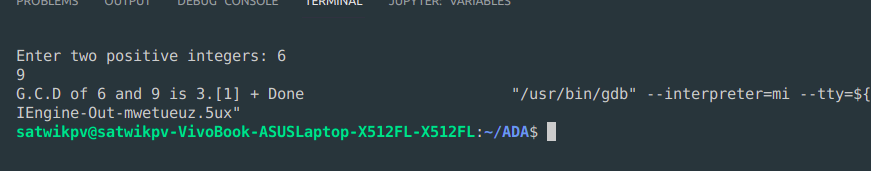 PROBLEMS OUTPUT DEBUG CONSOLE TERMINAL JUPYTER: VARIABLES
Enter two positive integers: 6
9
G.C.D of 6 and 9 is 3.[1] + Done "/usr/bin/gdb" --interpreter=mi --tty=${
IEngine-Out-mwetueuz.5ux"
satwikpv@satwikpv-VivoBook-ASUSLaptop-X512FL-X512FL:~/ADA$